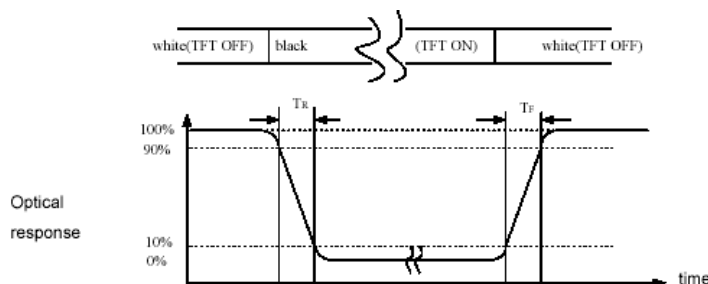 white(TFT OFF) black (TFT ON) white(TFT OFF)
TR TF
100%
90%
Optical
response
10%
0%
time